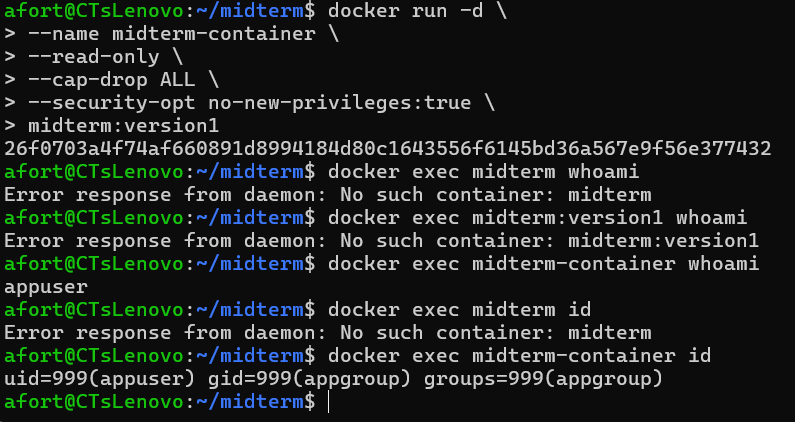 afort@CTsLenovo:~/midterm$ docker run -d \
> --name midterm-container \
> --read-only \
> --cap-drop ALL \
> --security-opt no-new-privileges:true \
> midterm:version1
26f0703a4f74af660891d8994184d80c1643556f6145bd36a567e9f56e377432
afort@CTsLenovo:~/midterm$ docker exec midterm whoami
Error response from daemon: No such container: midterm
afort@CTsLenovo:~/midterm$ docker exec midterm:version1 whoami
Error response from daemon: No such container: midterm:version1
afort@CTsLenovo:~/midterm$ docker exec midterm-container whoami
appuser
afort@CTsLenovo:~/midterm$ docker exec midterm id
Error response from daemon: No such container: midterm
afort@CTsLenovo:~/midterm$ docker exec midterm-container id
uid=999(appuser) gid=999(appgroup) groups=999(appgroup)
afort@CTsLenovo:~/midterm$